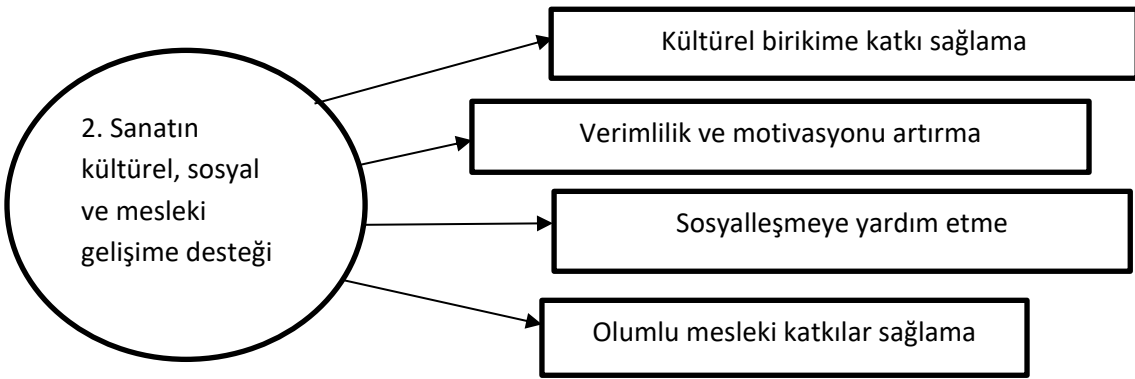 2. Sanatın
kültürel, sosyal
ve mesleki
gelişime desteği
Kültürel birikime katkı sağlama
Verimlilik ve motivasyonu artırma
Sosyalleşmeye yardım etme
Olumlu mesleki katkılar sağlama